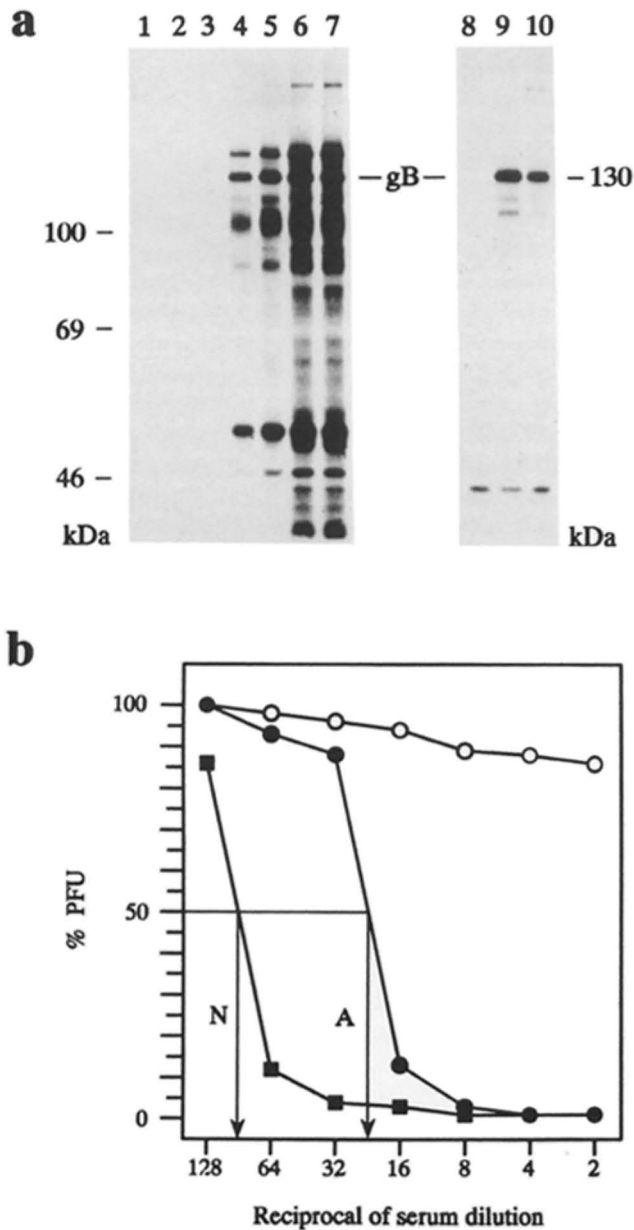 a
1 2 3 4 5 6 7 8 9 10
gB
130
100
69
46
kDa
kDa
b
100
50
0
% PFU
N
A
128 64 32 16 8 4 2
Reciprocal of serum dilution